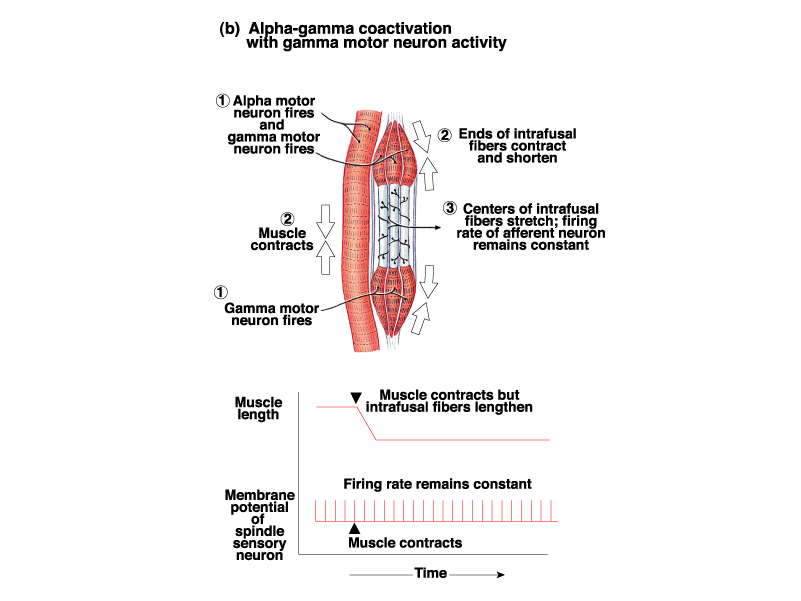 (b) Alpha-gamma coactivation
with gamma motor neuron activity
① Alpha motor
neuron fires
and
gamma motor
neuron fires
② Ends of intrafusal
fibers contract
and shorten
③ Centers of intrafusal
fibers stretch; firing
rate of afferent neuron
remains constant
②
Muscle
contracts
①
Gamma motor
neuron fires
Muscle
length
Muscle contracts but
intrafusal fibers lengthen
Firing rate remains constant
Membrane
potential
of
spindle
sensory
neuron
Muscle contracts
Time